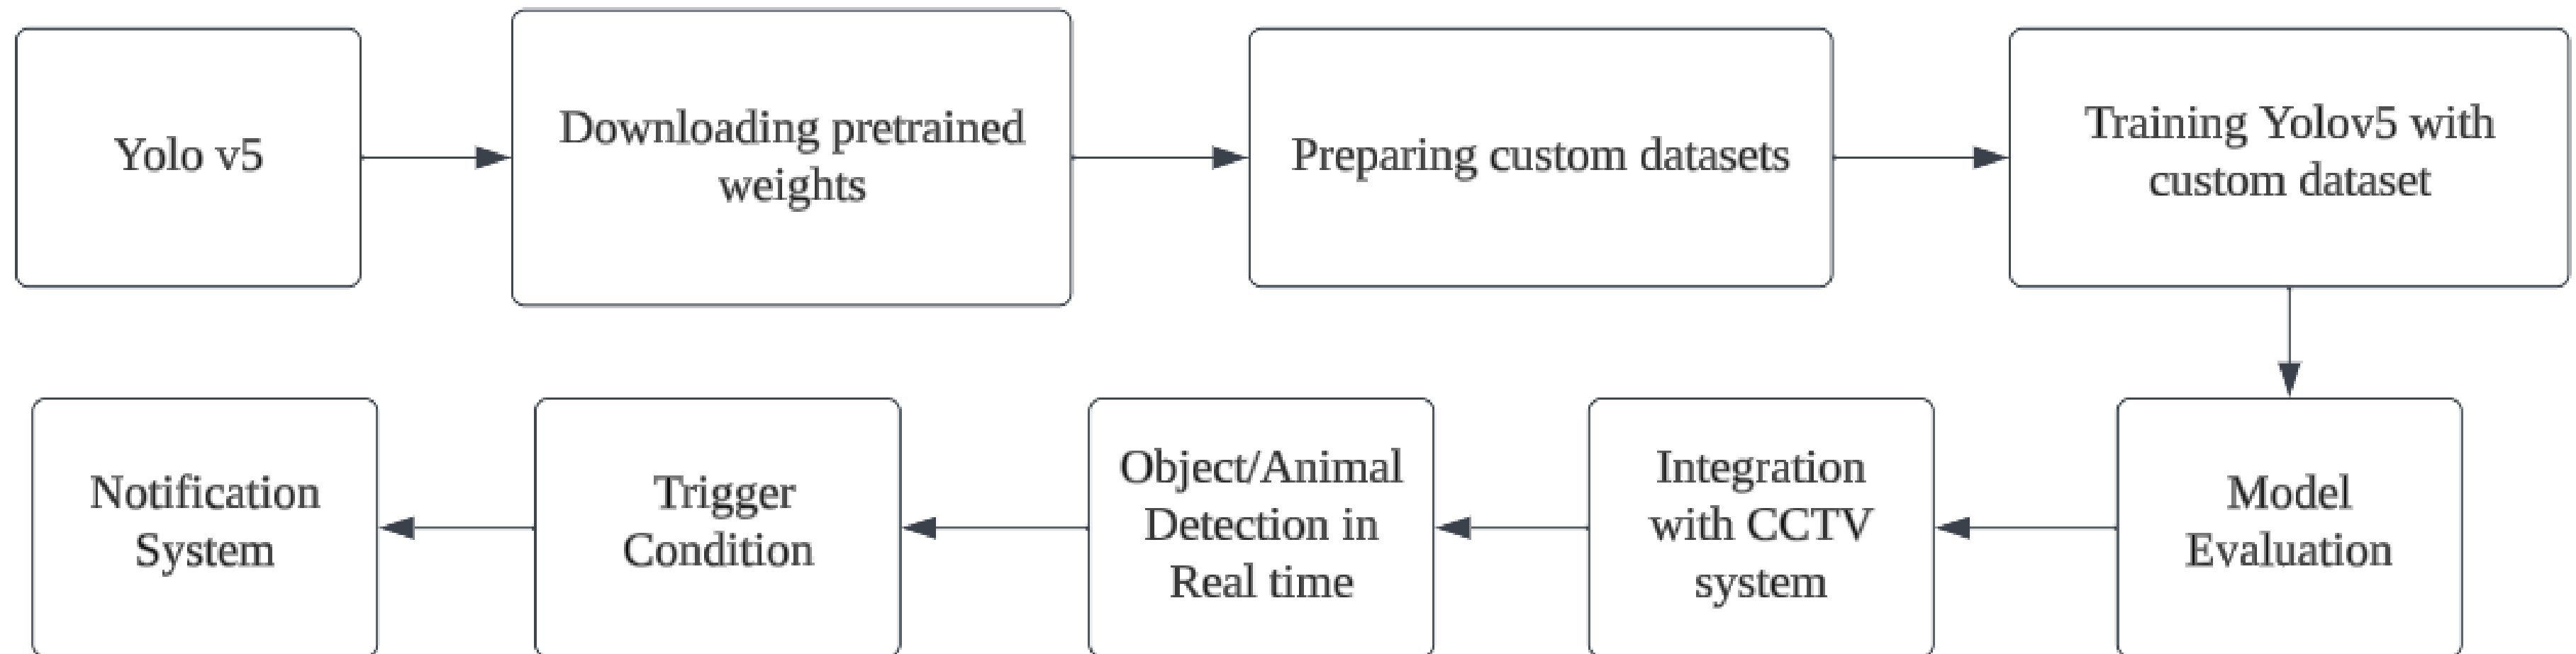 Yolo v5
Downloading pretrained
weights
Preparing custom datasets
Training Yolov5 with
custom dataset
Notification
System
Trigger
Condition
Object/Animal
Detection in
Real time
Integration
with CCTV
system
Model
Evaluation